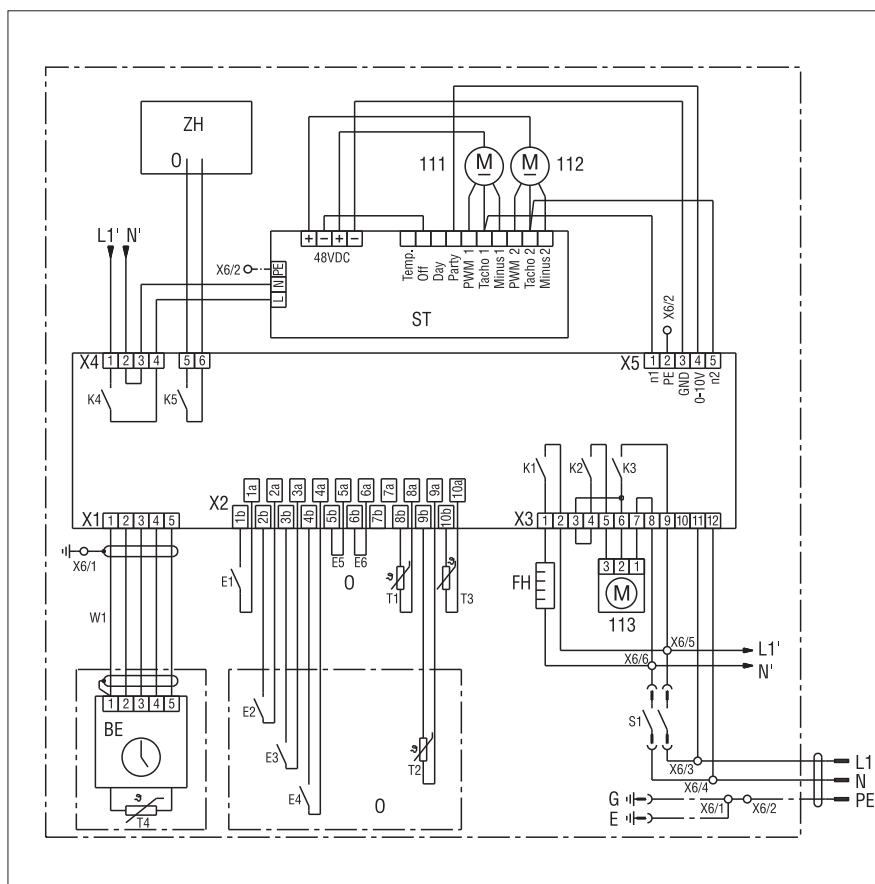 ZH
O
111
M
M
112
L1' N'
+ − + −
48VDC
Temp.
Off
Day
Party
PWM 1
Tacho 1
Minus 1
PWM 2
Tacho 2
Minus 2
X6/2
PE
N
L
ST
X6/2
X4 1 2 3 4 5 6
X5 1 2 3 4 5
n1
PE
GND
0-10V
n2
K4
K5
K1
K2
K3
X2
1a 2a 3a 4a 5a 6a 7a 8a 9a 10a
1b 2b 3b 4b 5b 6b 7b 8b 9b 10b
X1 1 2 3 4 5
X3 1 2 3 4 5 6 7 8 9 10 11 12
X6/1
W1
E1
E5
E6
O
ϑ
T1
ϑ
T3
FH
3 2 1
M
113
X6/5
L1'
X6/6
N'
1 2 3 4 5
BE
ϑ
T4
E2
E3
E4
ϑ
T2
O
S1
X6/3
L1
X6/4
N
G
X6/1
X6/2
PE
E